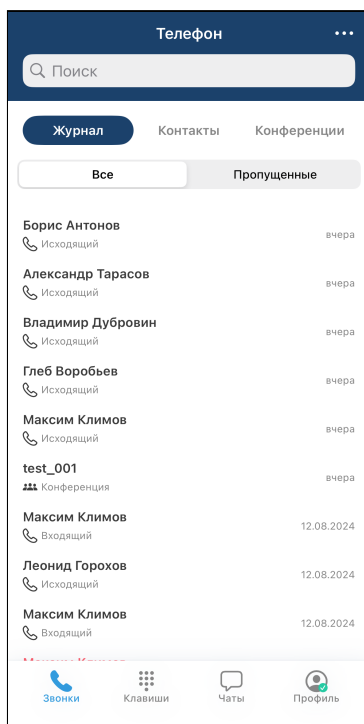 Телефон
Поиск
Журнал Контакты Конференции
Все Пропущенные
Борис Антонов
Исходящий вчера
Александр Тарасов
Исходящий вчера
Владимир Дубровин
Исходящий вчера
Глеб Воробьев
Исходящий вчера
Максим Климов
Исходящий вчера
test_001
Конференция вчера
Максим Климов
Входящий 12.08.2024
Леонид Горохов
Исходящий 12.08.2024
Максим Климов
Входящий 12.08.2024
Звонки Клавиши Чаты Профиль